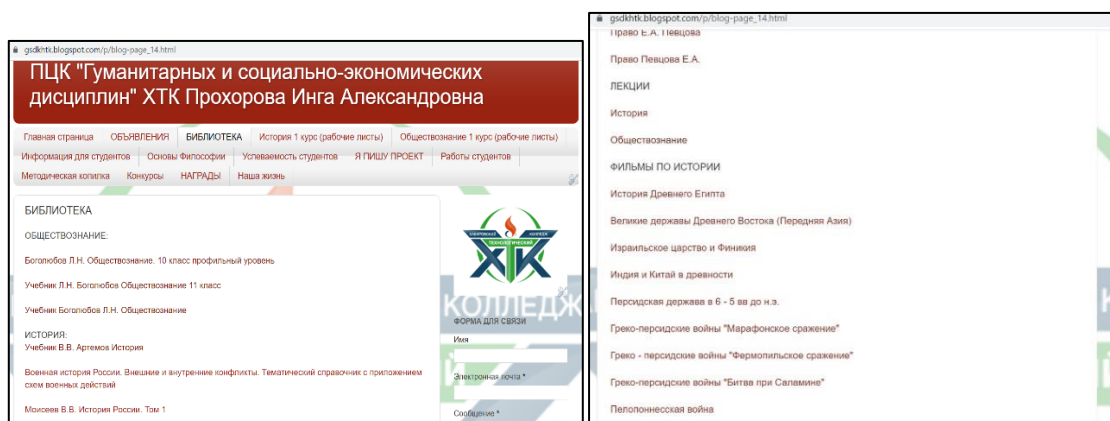 gsdkhtk.blogspot.com/p/blog-page_14.html
ПЦК "Гуманитарных и социально-экономических
дисциплин" ХТК Прохорова Инга Александровна
Главная страница ОБЪЯВЛЕНИЯ БИБЛИОТЕКА История 1 курс (рабочие листы) Обществознание 1 курс (рабочие листы)
Информация для студентов Основы Философии Успеваемость студентов Я ПИШУ ПРОЕКТ Работы студентов
Методическая копилка Конкурсы НАГРАДЫ Наша жизнь
БИБЛИОТЕКА
ОБЩЕСТВОЗНАНИЕ:
Боголюбов Л.Н. Обществознание. 10 класс профильный уровень
Учебник Л.Н. Боголюбов Обществознание 11 класс
Учебник Боголюбов Л.Н. Обществознание
ИСТОРИЯ:
Учебник В.В. Артемов История
Военная история России. Внешние и внутренние конфликты. Тематический справочник с приложением
схем военных действий
Моисеев В.В. История России. Том 1
ТЕХНОЛОГИЧЕСКИЙ
ХТК
КОЛЛЕДЖ
ФОРМА ДЛЯ СВЯЗИ
Имя
Электронная почта *
Сообщение *
gsdkhtk.blogspot.com/p/blog-page_14.html
Право Е.А. Певцова
Право Певцова Е.А.
ЛЕКЦИИ
История
Обществознание
ФИЛЬМЫ ПО ИСТОРИИ
История Древнего Египта
Великие державы Древнего Востока (Передняя Азия)
Израильское царство и Финикия
Индия и Китай в древности
Персидская держава в 6 - 5 вв до н.э.
Греко-персидские войны "Марафонское сражение"
Греко - персидские войны "Фермопильское сражение"
Греко-персидские войны "Битва при Саламине"
Пелопоннесская война